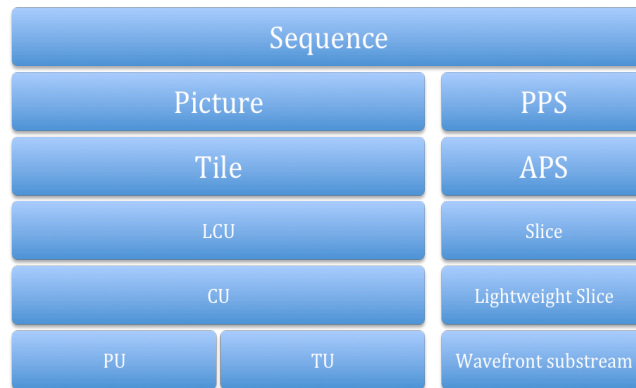 Sequence
Picture PPS
Tile APS
LCU Slice
CU Lightweight Slice
PU TU Wavefront substream